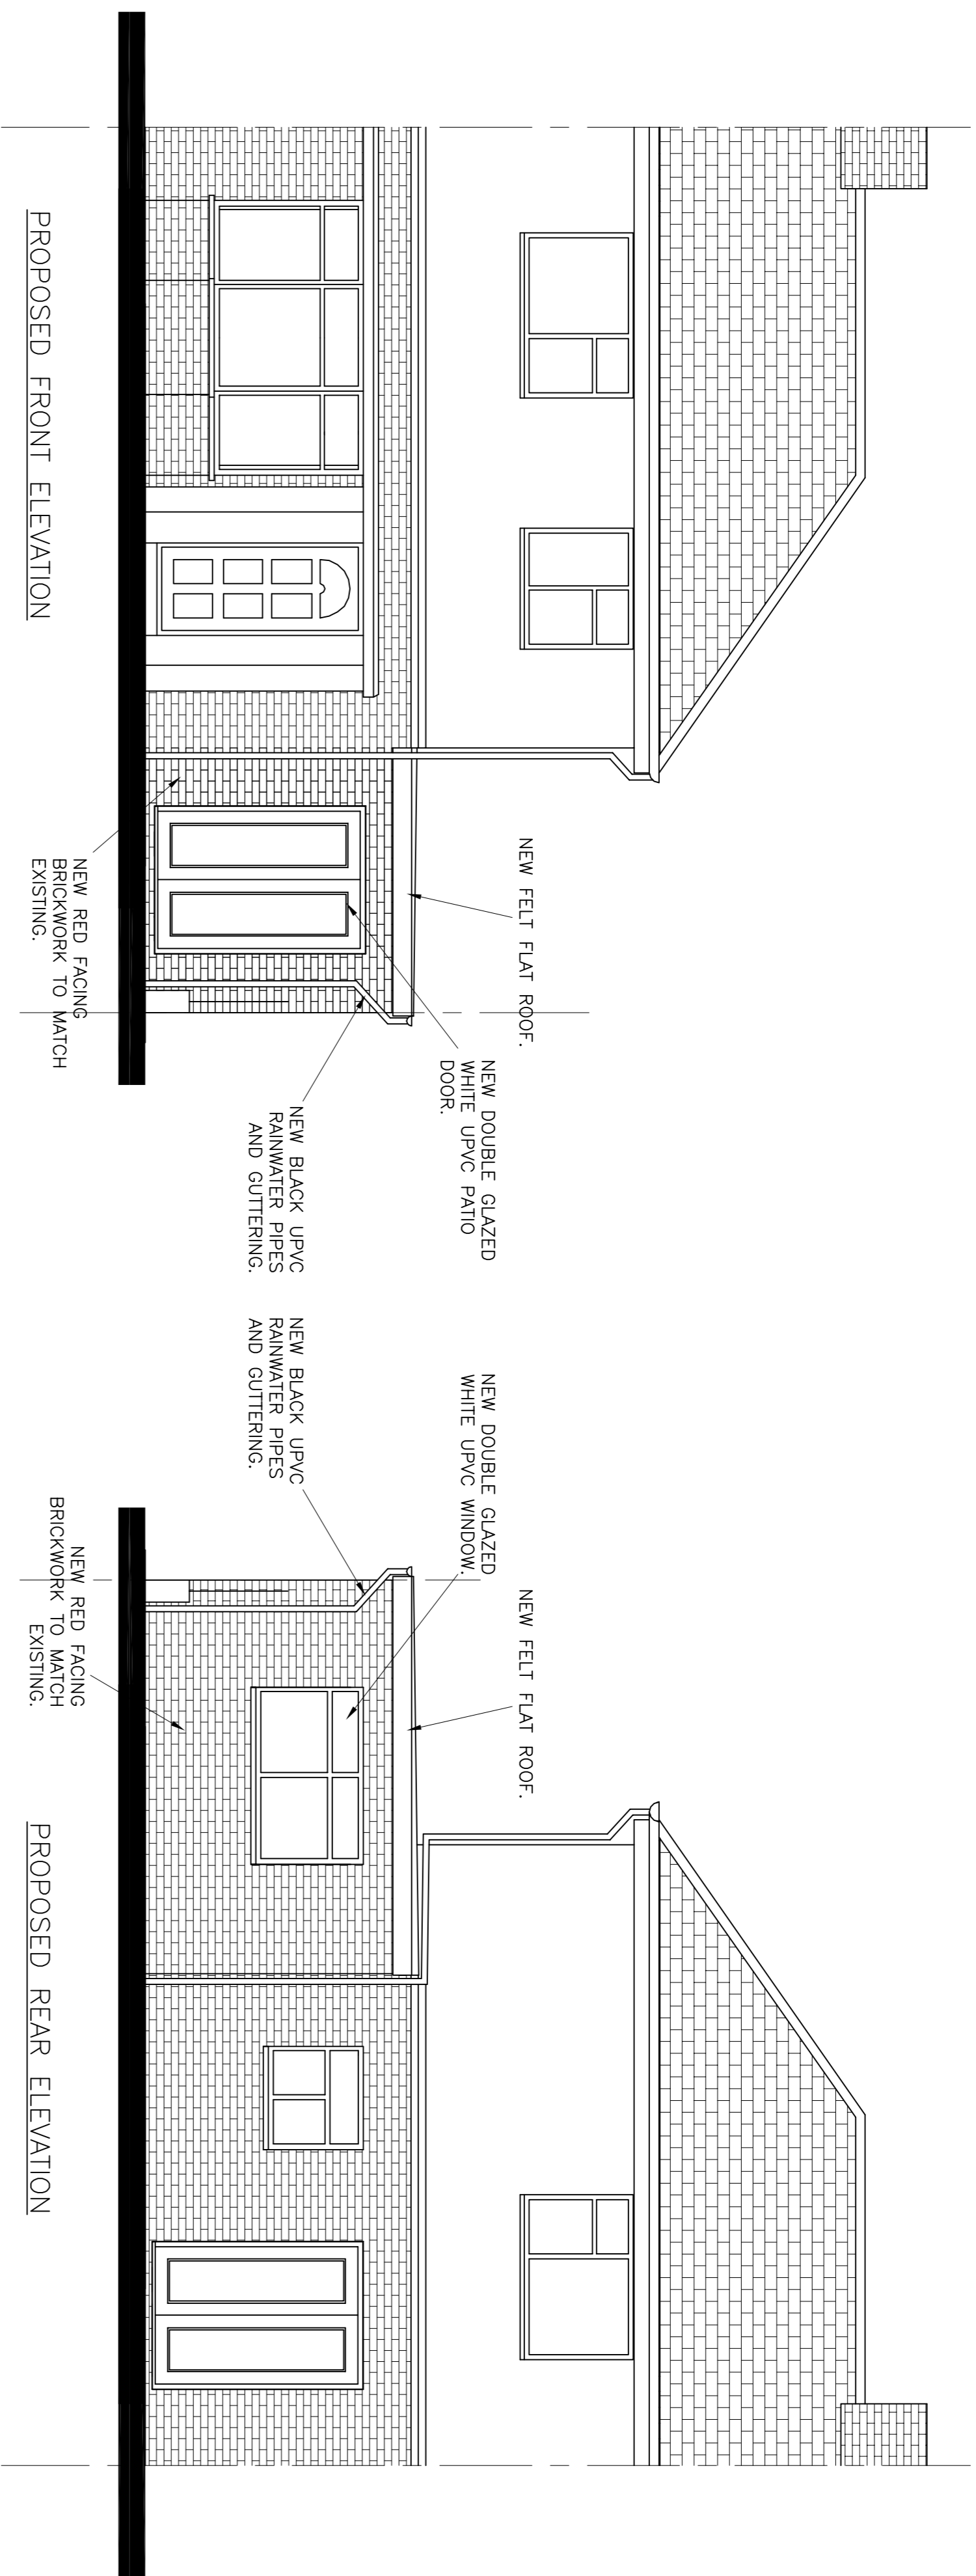 NEW FELT FLAT ROOF.
NEW DOUBLE GLAZED
WHITE UPVC PATIO
DOOR.
NEW BLACK UPVC
RAINWATER PIPES
AND GUTTERING.
NEW RED FACING
BRICKWORK TO MATCH
EXISTING.
PROPOSED FRONT ELEVATION
NEW FELT FLAT ROOF.
NEW DOUBLE GLAZED
WHITE UPVC WINDOW.
NEW BLACK UPVC
RAINWATER PIPES
AND GUTTERING.
NEW RED FACING
BRICKWORK TO MATCH
EXISTING.
PROPOSED REAR ELEVATION